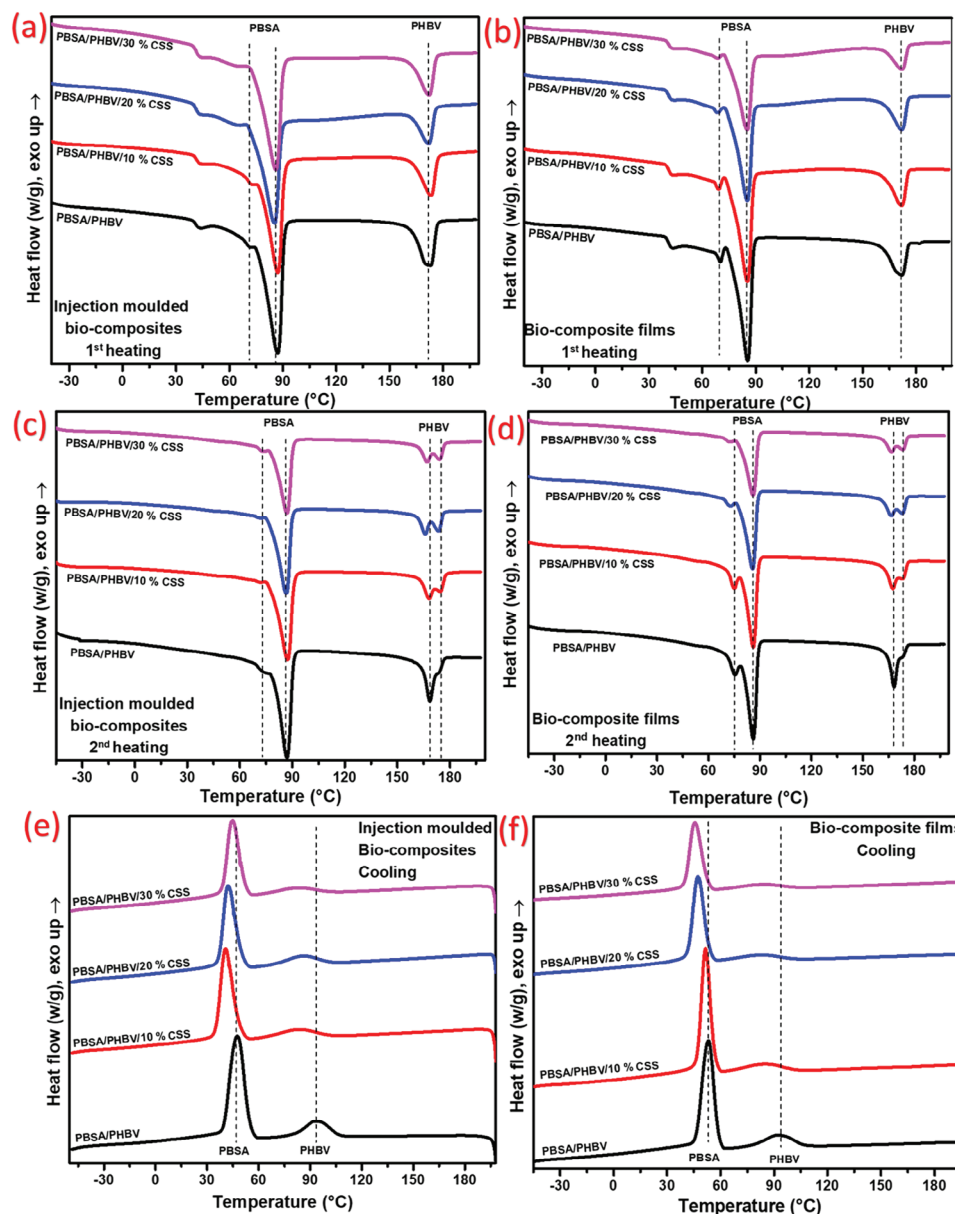 (a)
PBSA
PHBV
PBSA/PHBV/30 % CSS
PBSA/PHBV/20 % CSS
PBSA/PHBV/10 % CSS
PBSA/PHBV
Injection moulded
bio-composites
1st heating
Heat flow (w/g), exo up →
-30 0 30 60 90 120 150 180
Temperature (°C)
(b)
PBSA
PHBV
PBSA/PHBV/30 % CSS
PBSA/PHBV/20 % CSS
PBSA/PHBV/10 % CSS
PBSA/PHBV
Bio-composite films
1st heating
Heat flow (w/g), exo up →
-30 0 30 60 90 120 150 180
Temperature (°C)
(c)
PBSA
PHBV
PBSA/PHBV/30 % CSS
PBSA/PHBV/20 % CSS
PBSA/PHBV/10 % CSS
PBSA/PHBV
Injection moulded
bio-composites
2nd heating
Heat flow (w/g), exo up →
-30 0 30 60 90 120 150 180
Temperature (°C)
(d)
PBSA
PHBV
PBSA/PHBV/30 % CSS
PBSA/PHBV/20 % CSS
PBSA/PHBV/10 % CSS
PBSA/PHBV
Bio-composite films
2nd heating
Heat flow (w/g), exo up →
-30 0 30 60 90 120 150 180
Temperature (°C)
(e)
Injection moulded
Bio-composites
Cooling
PBSA/PHBV/30 % CSS
PBSA/PHBV/20 % CSS
PBSA/PHBV/10 % CSS
PBSA/PHBV
PBSA
PHBV
Heat flow (w/g), exo up →
-30 0 30 60 90 120 150 180
Temperature (°C)
(f)
Bio-composite films
Cooling
PBSA/PHBV/30 % CSS
PBSA/PHBV/20 % CSS
PBSA/PHBV/10 % CSS
PBSA/PHBV
PBSA
PHBV
Heat flow (w/g), exo up →
-30 0 30 60 90 120 150 180
Temperature (°C)